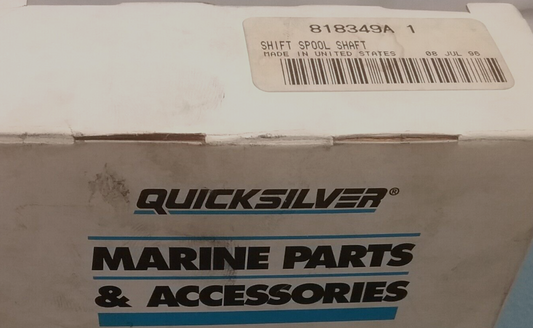 818349A 1
SHIFT SPOOL SHAFT
MADE IN UNITED STATES 08 JUL 96
QUICKSILVER®
MARINE PARTS
& ACCESSORIES